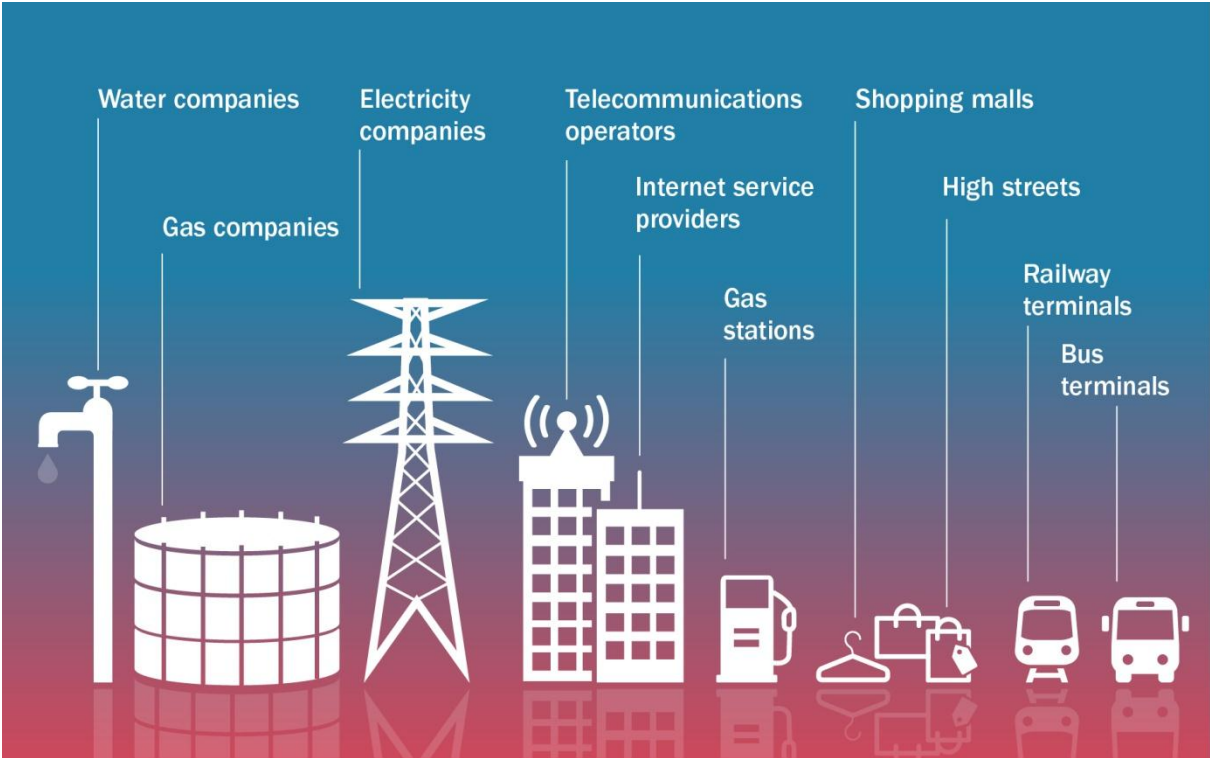 Water companies
Gas companies
Electricity
companies
Telecommunications
operators
Internet service
providers
Gas
stations
Shopping malls
High streets
Railway
terminals
Bus
terminals